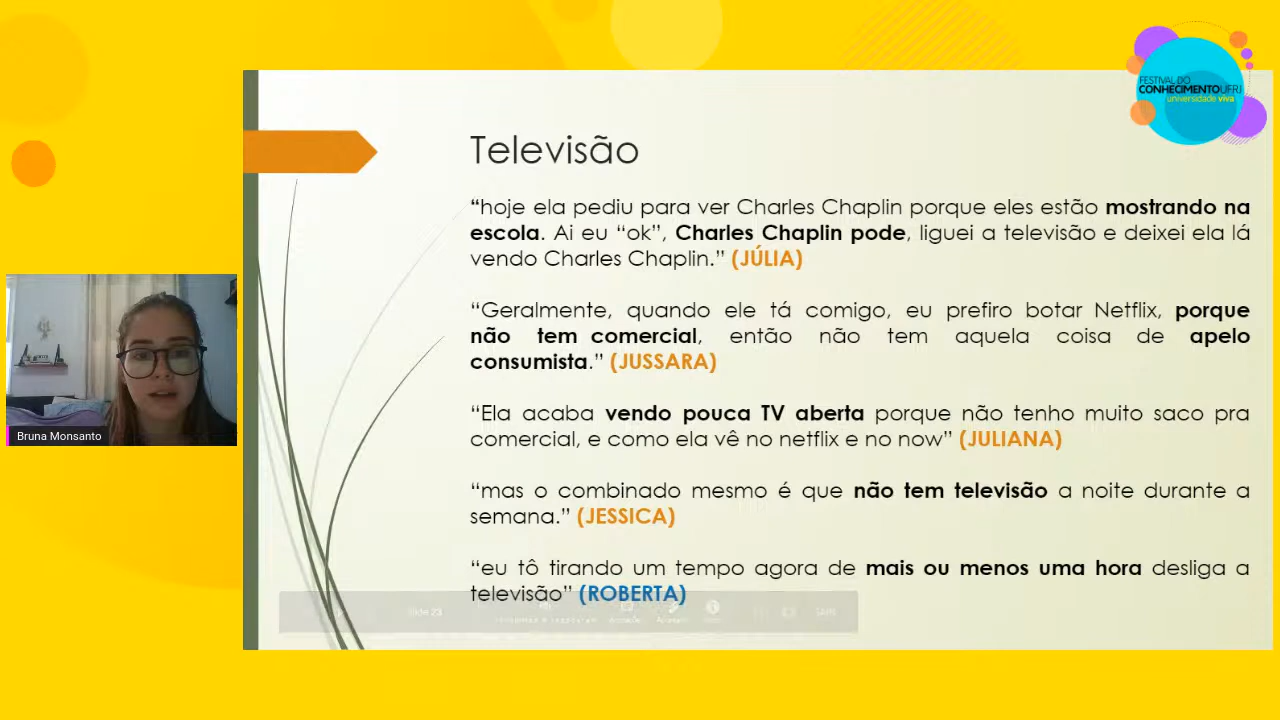 FESTIVAL DO
CONHECIMENTO UFRJ
universidade viva
Televisão
“hoje ela pediu para ver Charles Chaplin porque eles estão mostrando na
escola. Ai eu “ok”, Charles Chaplin pode, liguei a televisão e deixei ela lá
vendo Charles Chaplin.” (JÚLIA)
“Geralmente, quando ele tá comigo, eu prefiro botar Netflix, porque
não tem comercial, então não tem aquela coisa de apelo
consumista.” (JUSSARA)
“Ela acaba vendo pouca TV aberta porque não tenho muito saco pra
comercial, e como ela vê no netflix e no now” (JULIANA)
“mas o combinado mesmo é que não tem televisão a noite durante a
semana.” (JESSICA)
“eu tô tirando um tempo agora de mais ou menos uma hora desliga a
televisão” (ROBERTA)
Slide 23
Bruna Monsanto